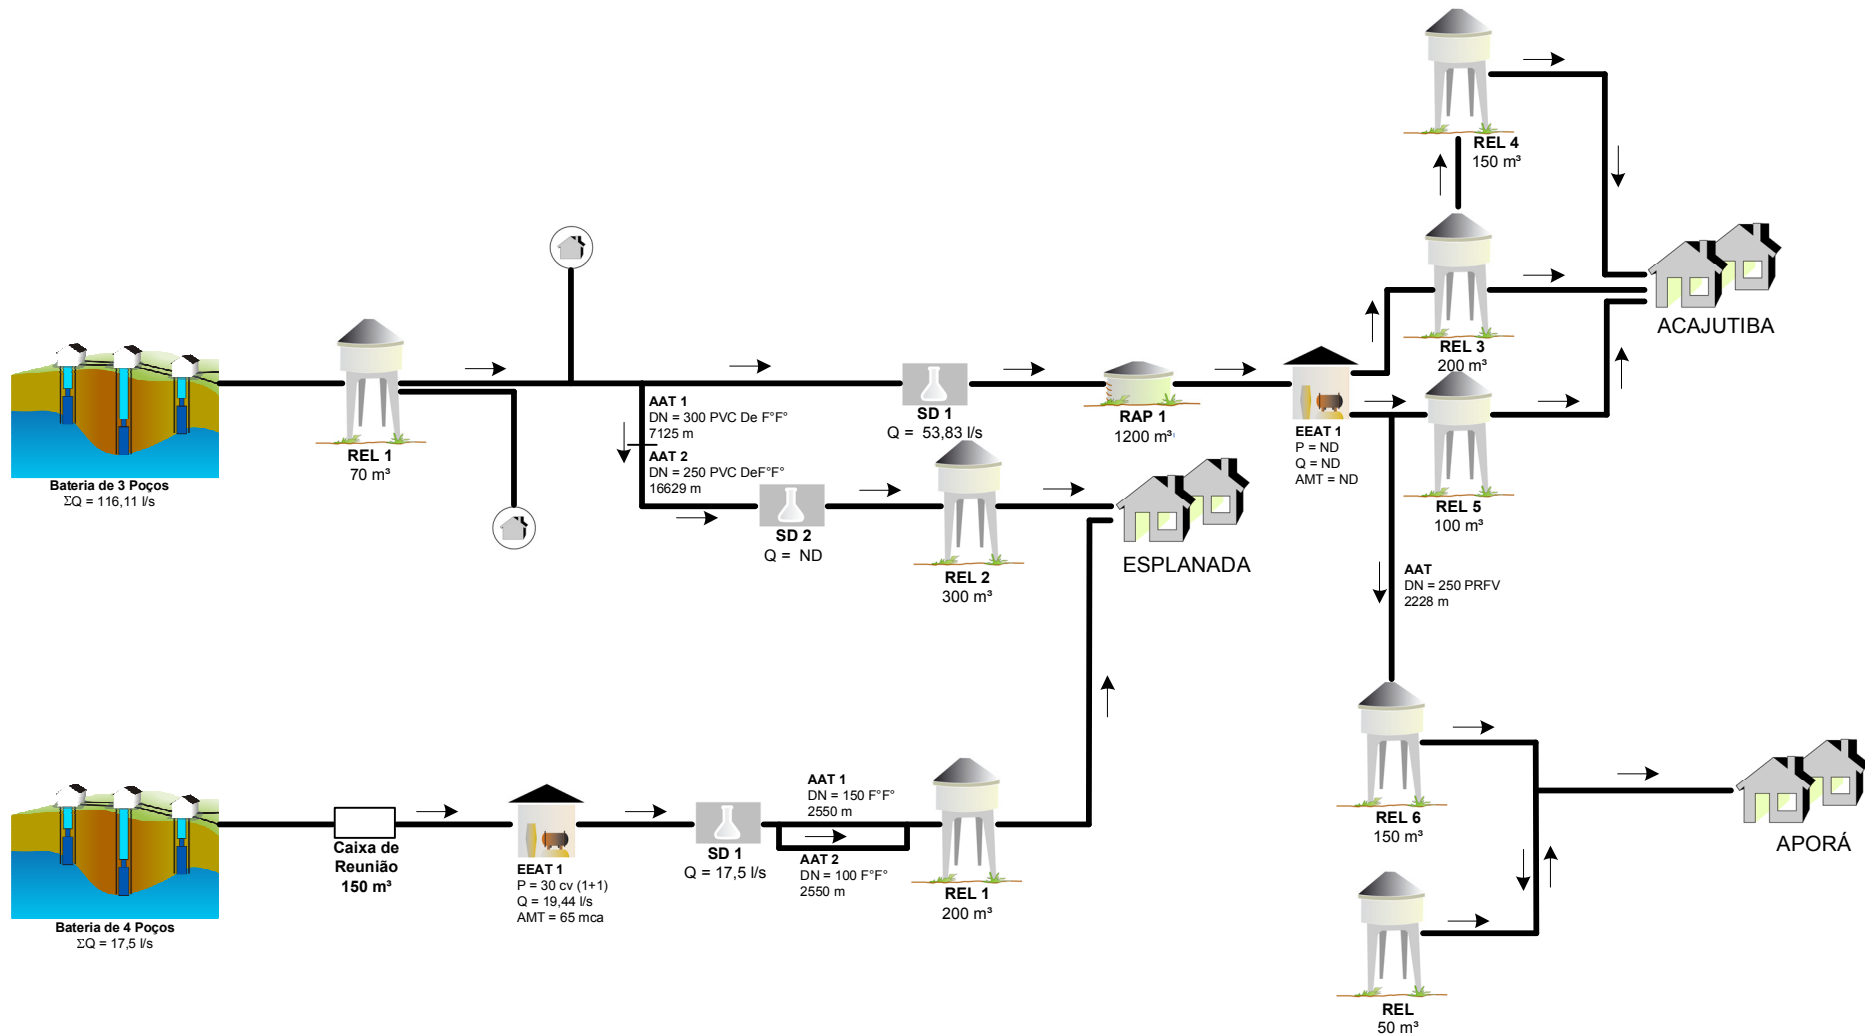 REL 4
150 m³
ACAJUTIBA
REL 3
200 m³
REL 1
70 m³
AAT 1
DN = 300 PVC De F°F°
7125 m
AAT 2
DN = 250 PVC DeF°F°
16629 m
SD 1
Q = 53,83 l/s
RAP 1
1200 m³
EEAT 1
P = ND
Q = ND
AMT = ND
REL 5
100 m³
Bateria de 3 Poços
ΣQ = 116,11 l/s
SD 2
Q = ND
REL 2
300 m³
ESPLANADA
AAT
DN = 250 PRFV
2228 m
Bateria de 4 Poços
ΣQ = 17,5 l/s
Caixa de
Reunião
150 m³
EEAT 1
P = 30 cv (1+1)
Q = 19,44 l/s
AMT = 65 mca
SD 1
Q = 17,5 l/s
AAT 1
DN = 150 F°F°
2550 m
AAT 2
DN = 100 F°F°
2550 m
REL 1
200 m³
REL 6
150 m³
APORÁ
REL
50 m³